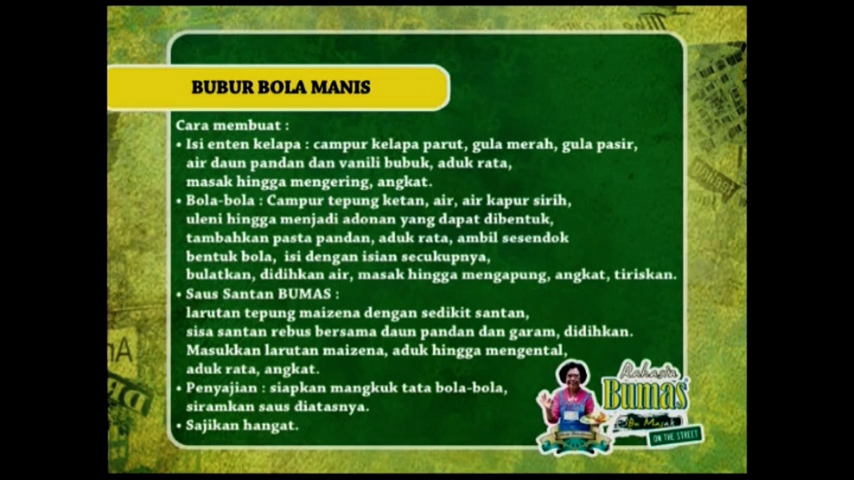 BUBUR BOLA MANIS
Cara membuat :
• Isi enten kelapa : campur kelapa parut, gula merah, gula pasir,
air daun pandan dan vanili bubuk, aduk rata,
masak hingga mengering, angkat.
• Bola-bola : Campur tepung ketan, air, air kapur sirih,
uleni hingga menjadi adonan yang dapat dibentuk,
tambahkan pasta pandan, aduk rata, ambil sesendok
bentuk bola, isi dengan isian secukupnya,
bulatkan, didihkan air, masak hingga mengapung, angkat, tiriskan.
• Saus Santan BUMAS :
larutan tepung maizena dengan sedikit santan,
sisa santan rebus bersama daun pandan dan garam, didihkan.
Masukkan larutan maizena, aduk hingga mengental,
aduk rata, angkat.
• Penyajian : siapkan mangkuk tata bola-bola,
siramkan saus diatasnya.
• Sajikan hangat.
Rahasia
Bumas
Ibu Masak
ON THE STREET